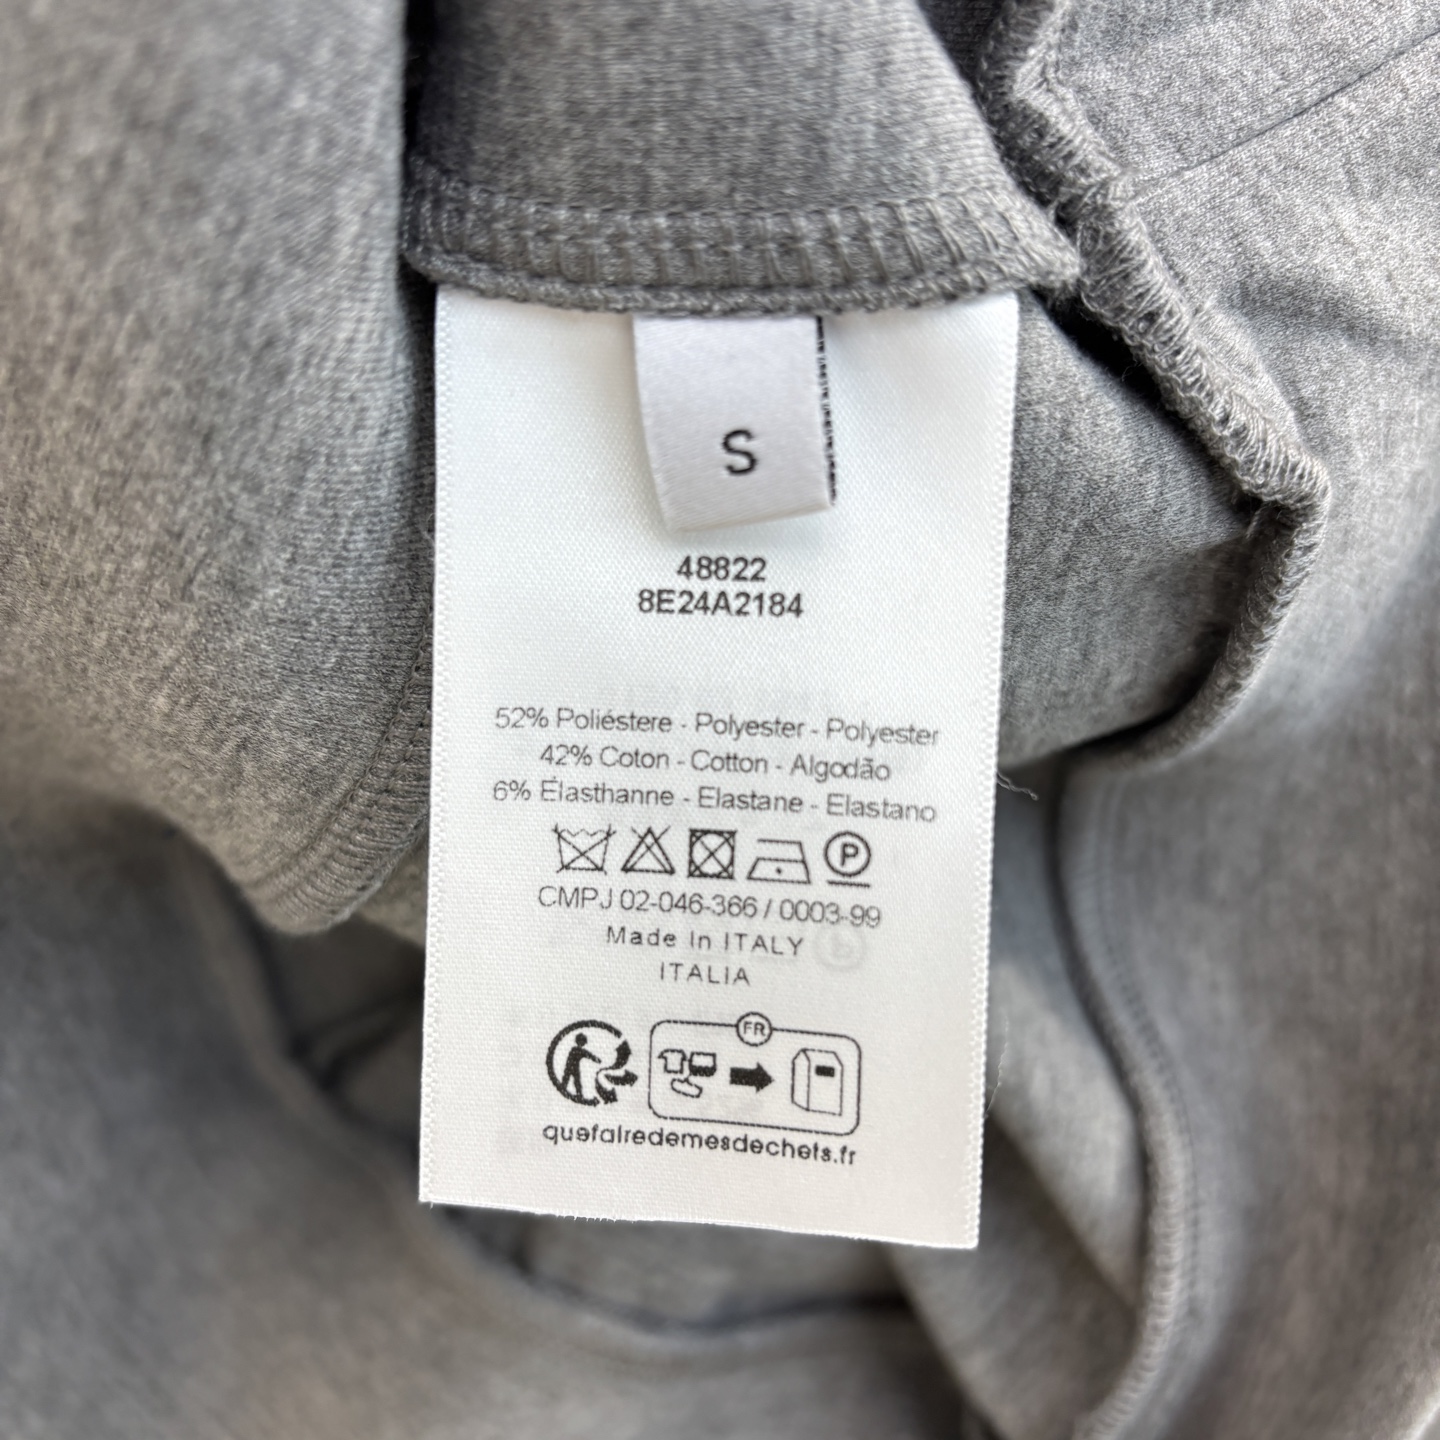 S
48822
8E24A2184
52% Poliéstere - Polyester - Polyester
42% Coton - Cotton - Algodão
6% Élasthanne - Elastane - Elastano
P
CMPJ 02-046-366 / 0003-99
Made In ITALY
ITALIA
FR
quefairedemesdechets.fr